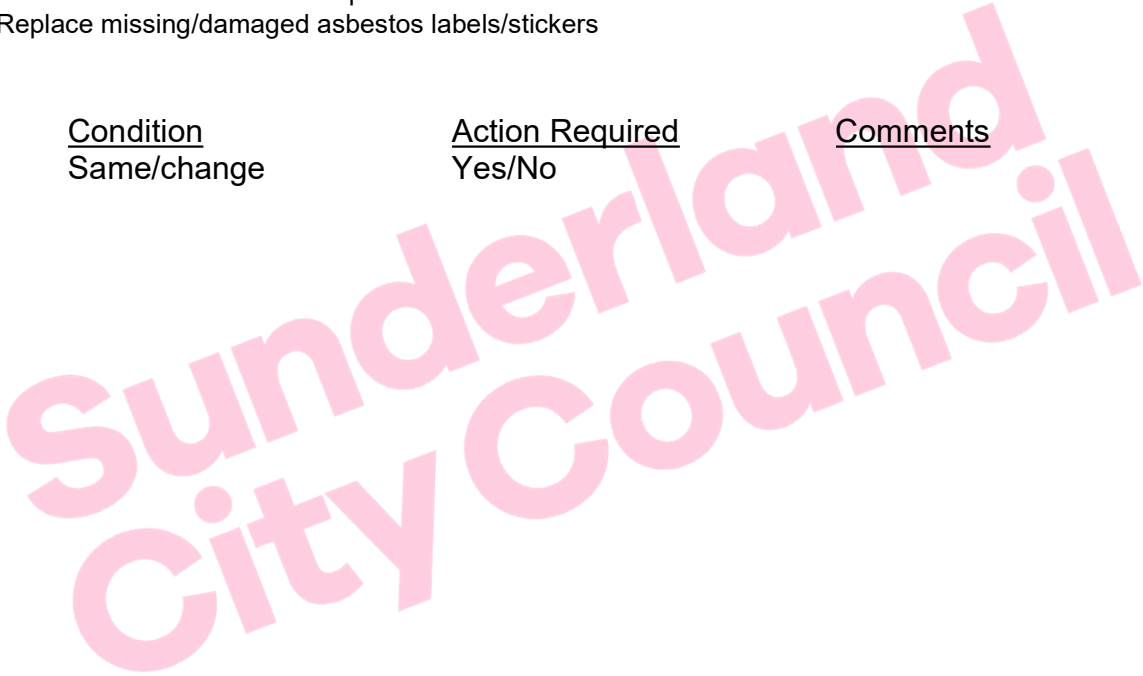 Replace missing/damaged asbestos labels/stickers
Condition Action Required Comments
Same/change Yes/No
Sunderland
City Council